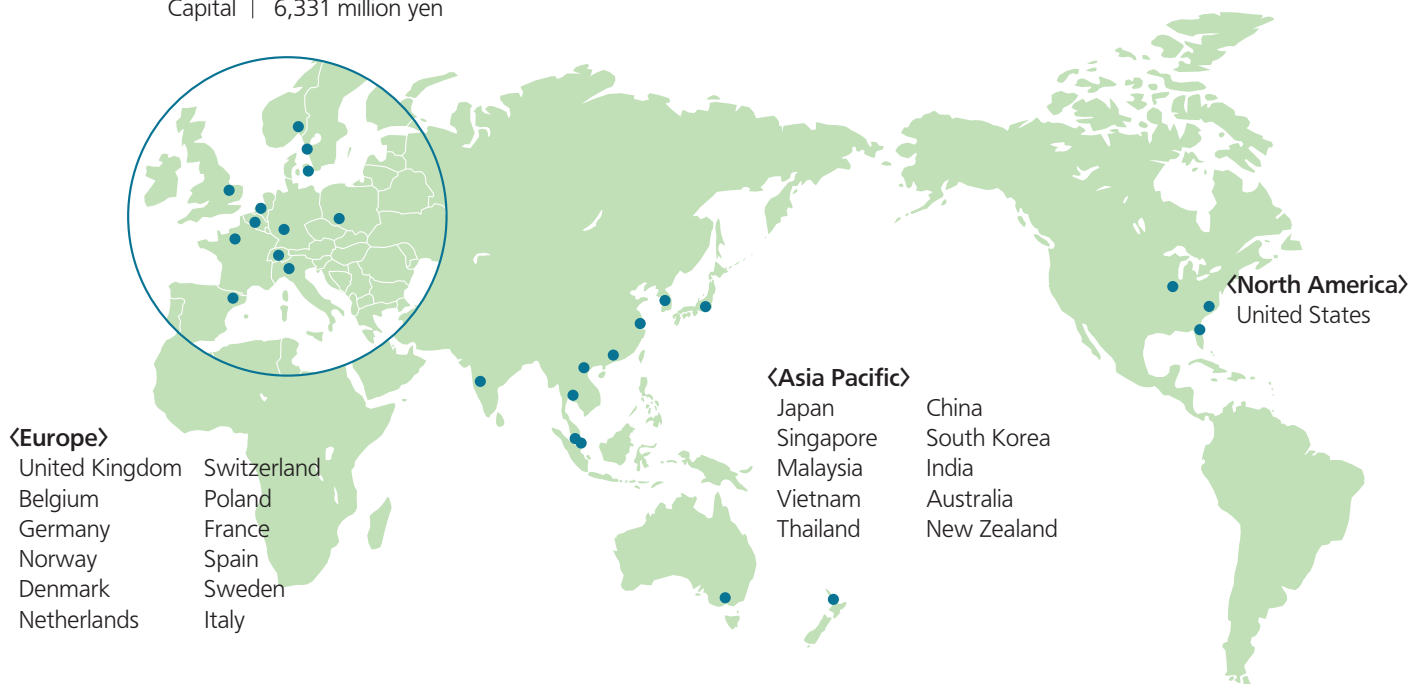 Capital | 6,331 million yen
〈North America〉
United States
〈Asia Pacific〉
Japan China
Singapore South Korea
Malaysia India
Vietnam Australia
Thailand New Zealand
〈Europe〉
United Kingdom Switzerland
Belgium Poland
Germany France
Norway Spain
Denmark Sweden
Netherlands Italy